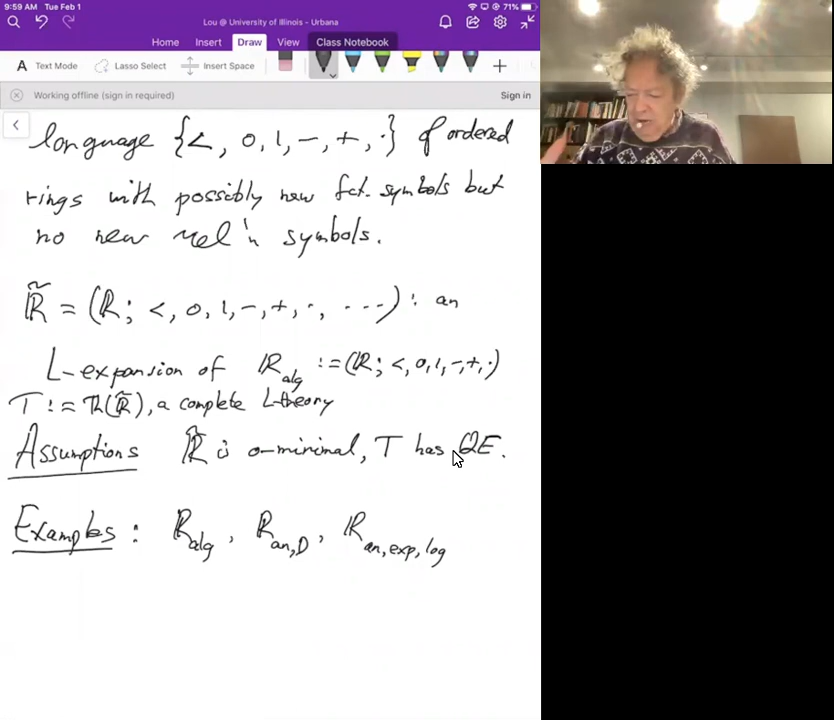 9:59 AM Tue Feb 1
71%
Lou @ University of Illinois - Urbana
Home Insert Draw View Class Notebook
A Text Mode Lasso Select Insert Space
Working offline (sign in required) Sign in
language {<, 0, 1, −, +, ·} of ordered
rings with possibly new fct. symbols but
no new rel'n symbols.
ℝ̃ = (ℝ; <, 0, 1, −, +, ·, ···) : an
L-expansion of ℝ_alg := (ℝ; <, 0, 1, −, +, ·)
T := Th(ℝ̃), a complete L-theory
Assumptions ℝ̃ is o-minimal, T has QE.
Examples : ℝ_alg, ℝ_an,D, ℝ_an,exp,log